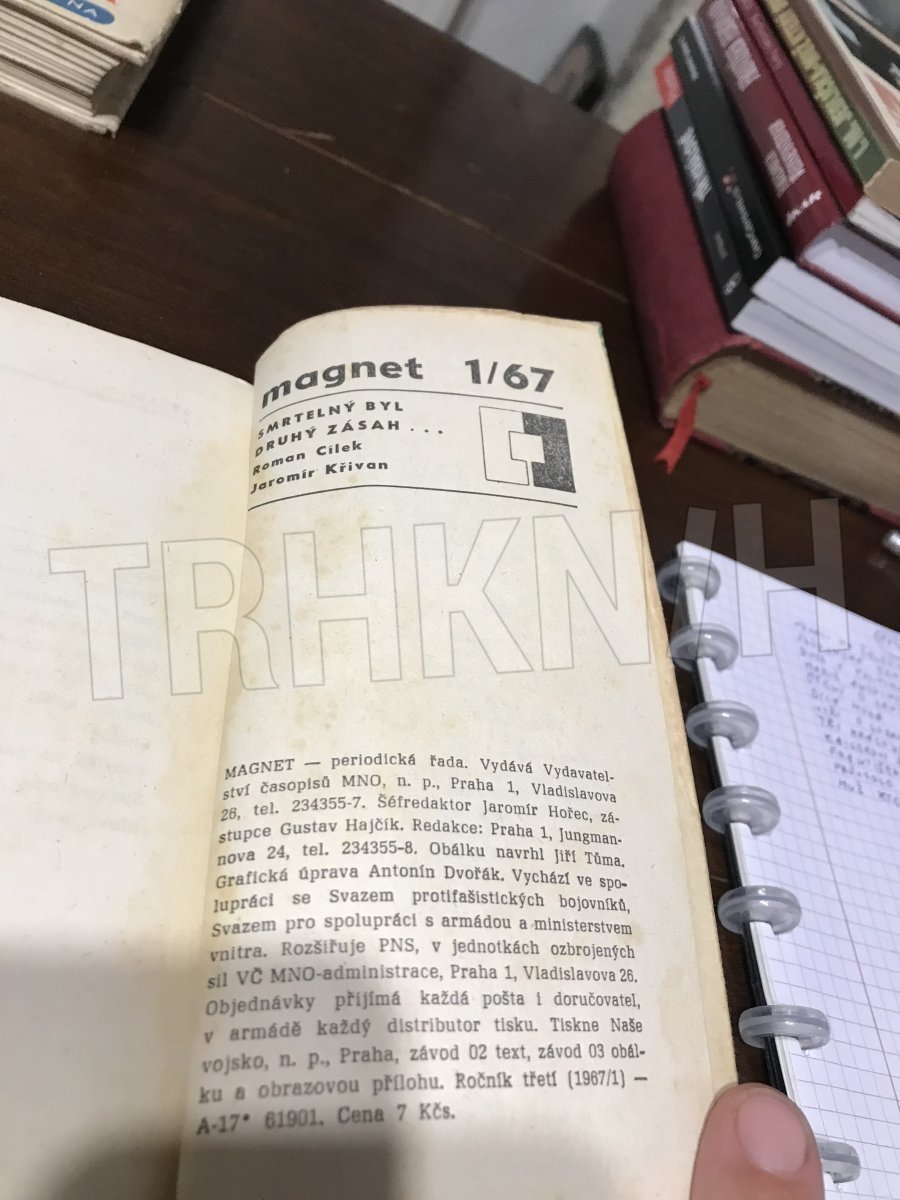 NA
magnet 1/67
SMRTELNÝ BYL
DRUHÝ ZÁSAH . . .
Roman Cílek
Jaromír Křivan
TRHKNIH
MAGNET — periodická řada. Vydává Vydavatel-
ství časopisů MNO, n. p., Praha 1, Vladislavova
26, tel. 234355-7. Šéfredaktor Jaromír Hořec, zá-
stupce Gustav Hajčík. Redakce: Praha 1, Jungman-
nova 24, tel. 234355-8. Obálku navrhl Jiří Tůma.
Grafická úprava Antonín Dvořák. Vychází ve spo-
lupráci se Svazem protifašistických bojovníků,
Svazem pro spolupráci s armádou a ministerstvem
vnitra. Rozšiřuje PNS, v jednotkách ozbrojených
sil VČ MNO-administrace, Praha 1, Vladislavova 26.
Objednávky přijímá každá pošta i doručovatel,
v armádě každý distributor tisku. Tiskne Naše
vojsko, n. p., Praha, závod 02 text, závod 03 obál-
ku a obrazovou přílohu. Ročník třetí (1967/1) —
A-17* 61901. Cena 7 Kčs.